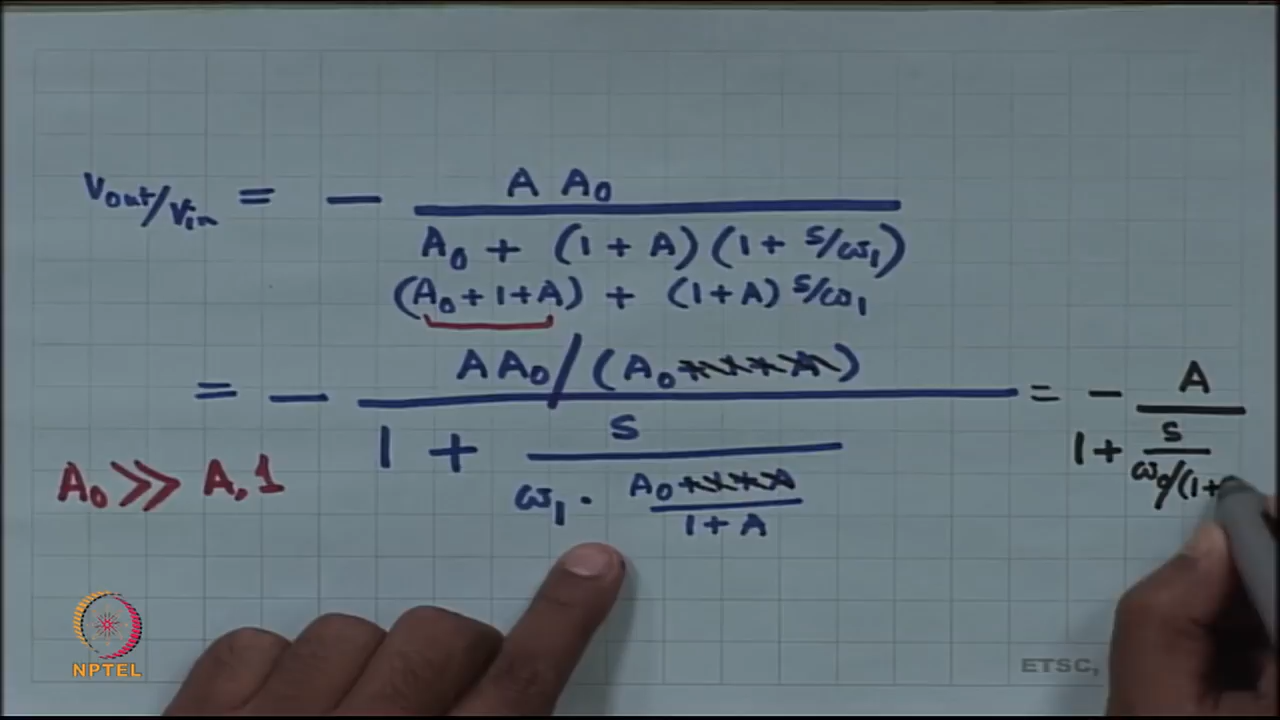 Vout/Vin = - A A0
A0 + (1 + A) (1 + s/ω1)
(A0 + 1 + A) + (1 + A) s/ω1
= - A A0 / (A0 + 1 + A) = - A
1 + s 1 + s
ω1 · A0 + 1 + A ω0/(1+
1 + A
A0 >> A, 1
NPTEL
ETSC,